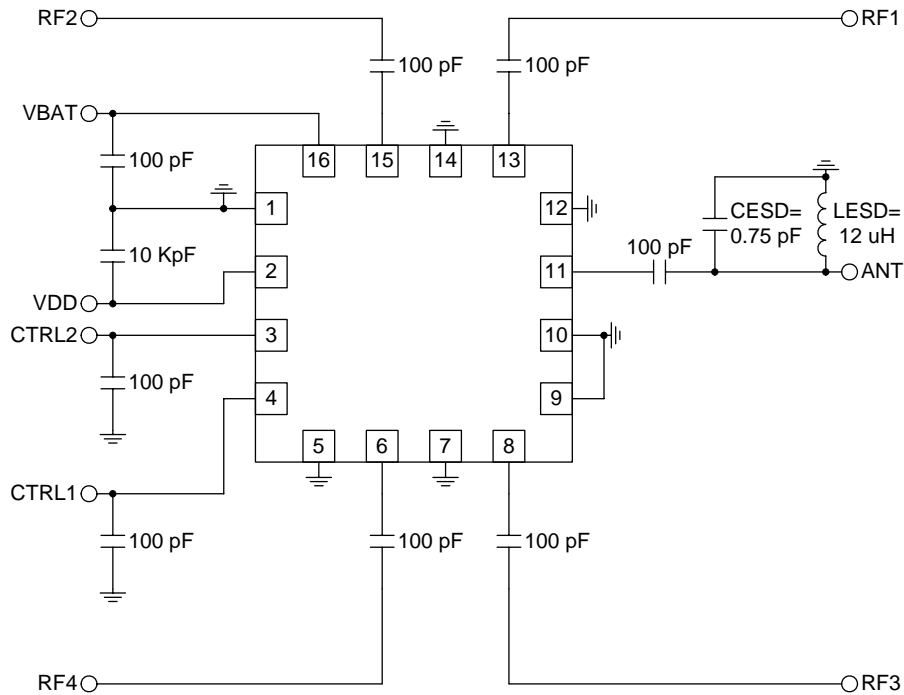 RF2
RF1
100 pF
100 pF
VBAT
100 pF
16
15
14
13
1
12
CESD=
0.75 pF
LESD=
12 uH
10 KpF
2
11
100 pF
ANT
VDD
CTRL2
3
10
100 pF
4
9
5
6
7
8
CTRL1
100 pF
100 pF
100 pF
RF4
RF3